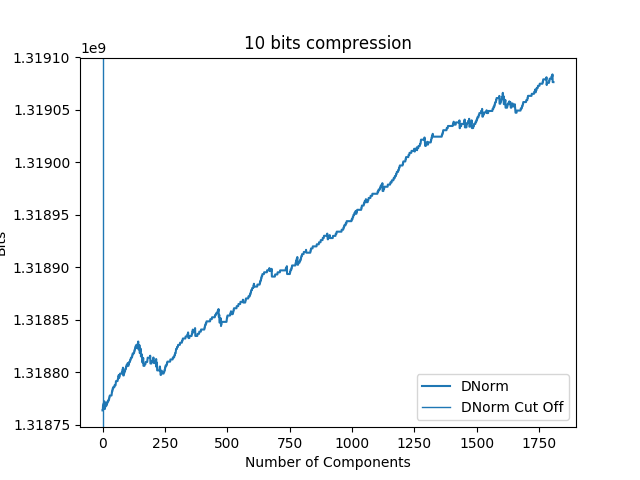 10 bits compression
1e9
1.31910
1.31905
1.31900
1.31895
1.31890
1.31885
1.31880
1.31875
Bits
0 250 500 750 1000 1250 1500 1750
Number of Components
DNorm
DNorm Cut Off